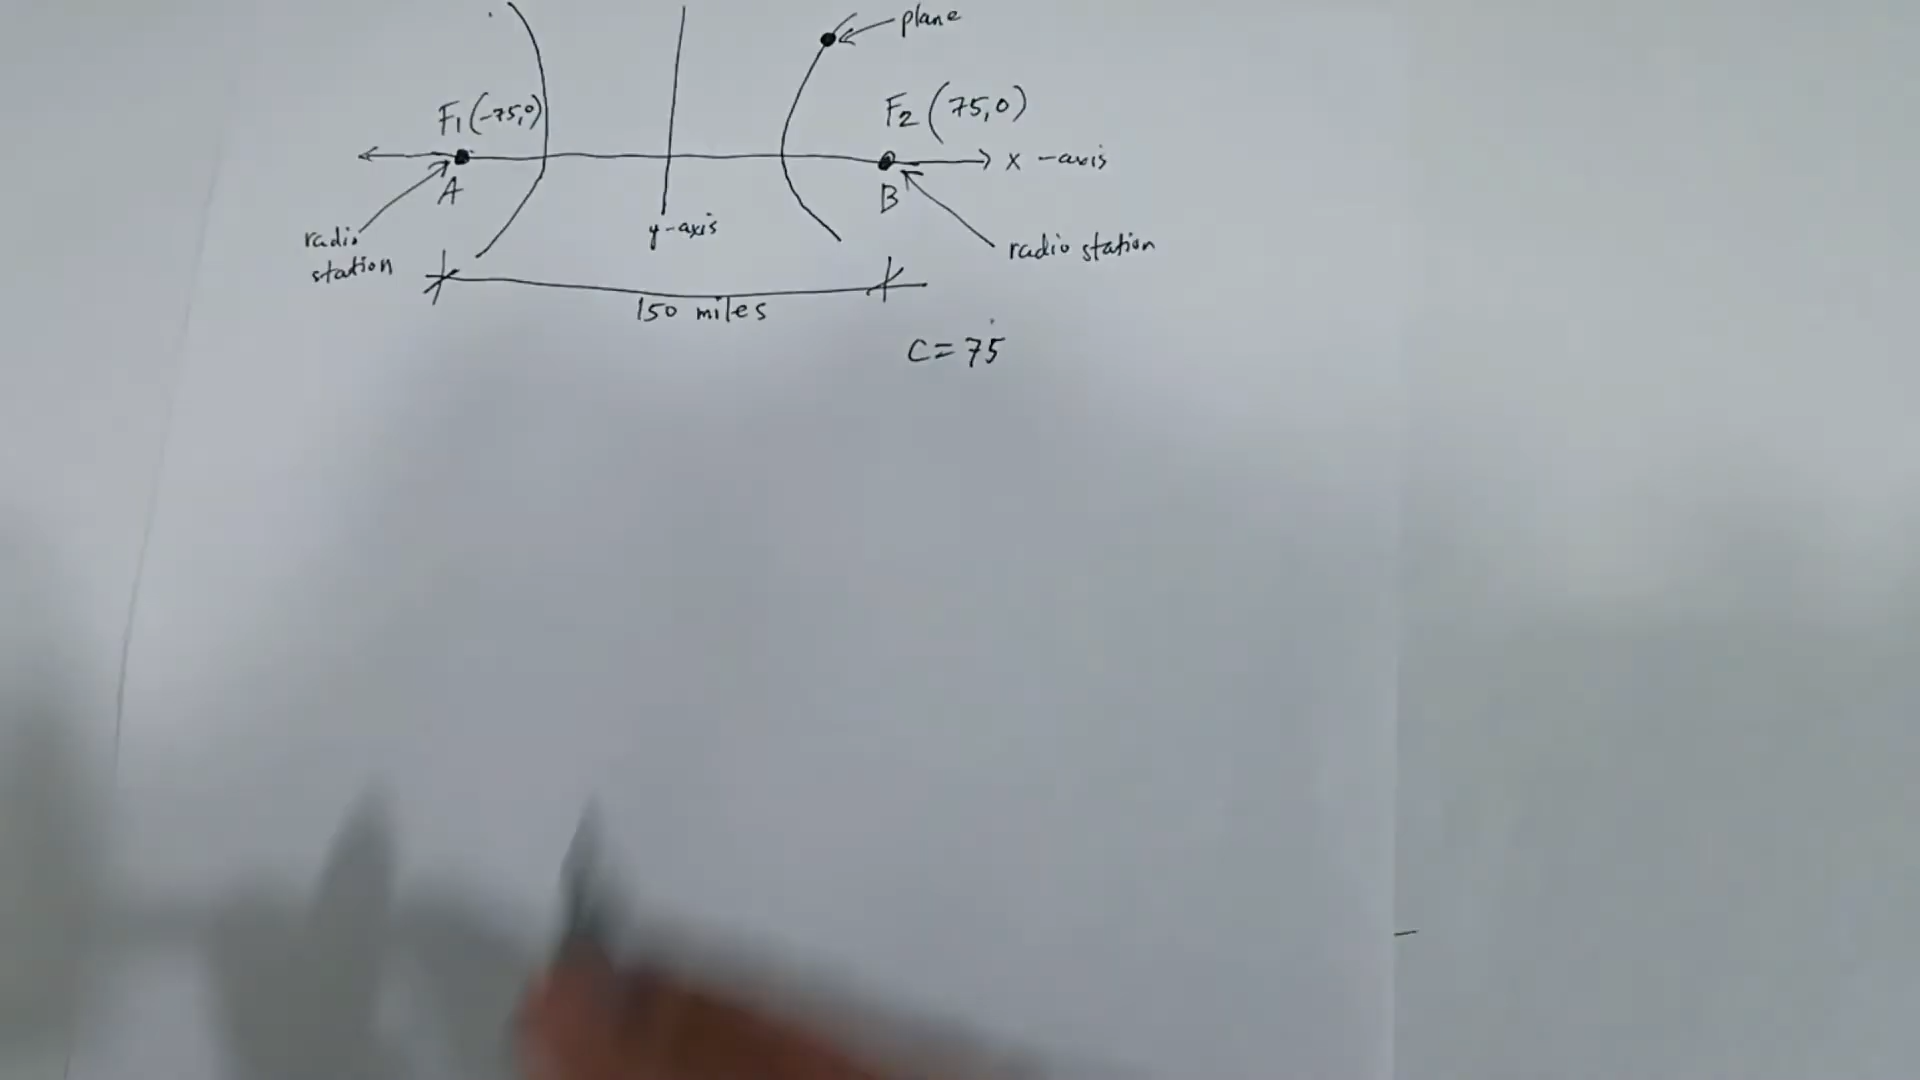 plane
F₁(-75,0)
F₂(75,0)
x-axis
A
B
y-axis
radio
station
radio station
150 miles
C=75